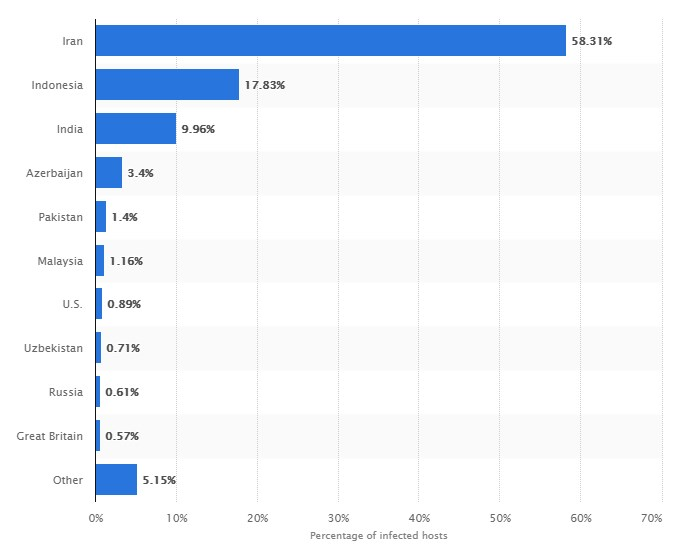 Iran 58.31%
Indonesia 17.83%
India 9.96%
Azerbaijan 3.4%
Pakistan 1.4%
Malaysia 1.16%
U.S. 0.89%
Uzbekistan 0.71%
Russia 0.61%
Great Britain 0.57%
Other 5.15%
0% 10% 20% 30% 40% 50% 60% 70%
Percentage of infected hosts